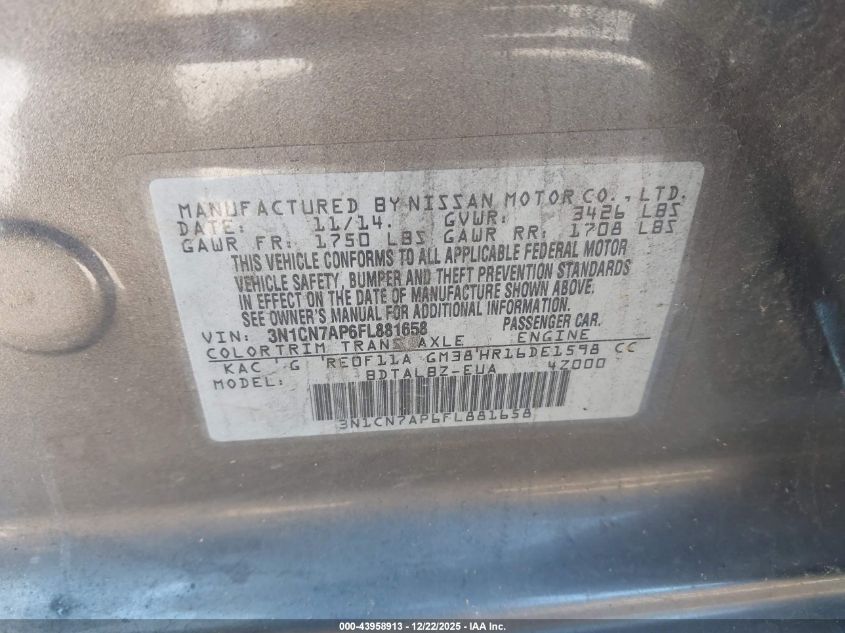 MANUFACTURED BY NISSAN MOTOR CO., LTD.
DATE: 11/14. GVWR: 3426 LBS
GAWR FR: 1750 LBS GAWR RR: 1708 LBS
THIS VEHICLE CONFORMS TO ALL APPLICABLE FEDERAL MOTOR
VEHICLE SAFETY, BUMPER AND THEFT PREVENTION STANDARDS
IN EFFECT ON THE DATE OF MANUFACTURE SHOWN ABOVE.
SEE OWNER'S MANUAL FOR ADDITIONAL INFORMATION.
VIN: 3N1CN7AP6FL881658 PASSENGER CAR.
COLOR TRIM TRANS AXLE ENGINE
KAC G RE0F11A GM38 HR16DE1598 CC
MODEL: BDTALBZ-EUA 4Z000
3N1CN7AP6FL881658
000-43958913 - 12/22/2025 - IAA Inc.